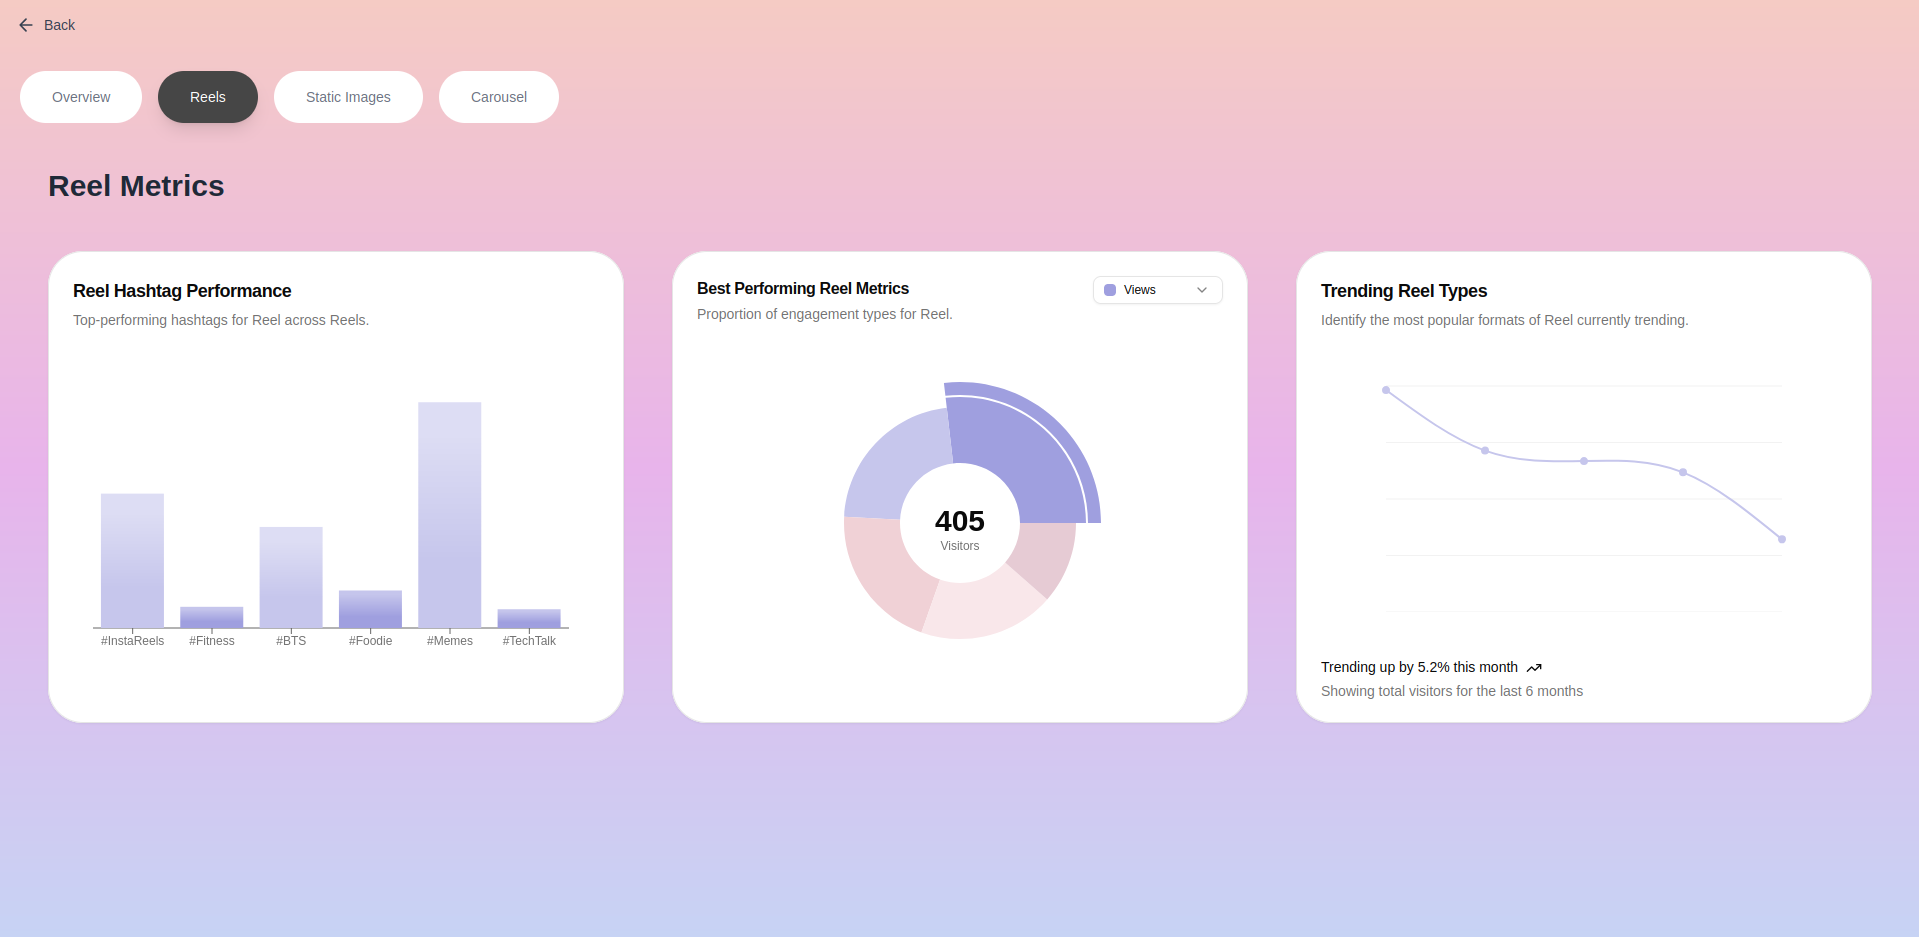 Back
Overview
Reels
Static Images
Carousel
Reel Metrics
Reel Hashtag Performance
Top-performing hashtags for Reel across Reels.
#InstaReels
#Fitness
#BTS
#Foodie
#Memes
#TechTalk
Best Performing Reel Metrics
Views
Proportion of engagement types for Reel.
405
Visitors
Trending Reel Types
Identify the most popular formats of Reel currently trending.
Trending up by 5.2% this month
Showing total visitors for the last 6 months